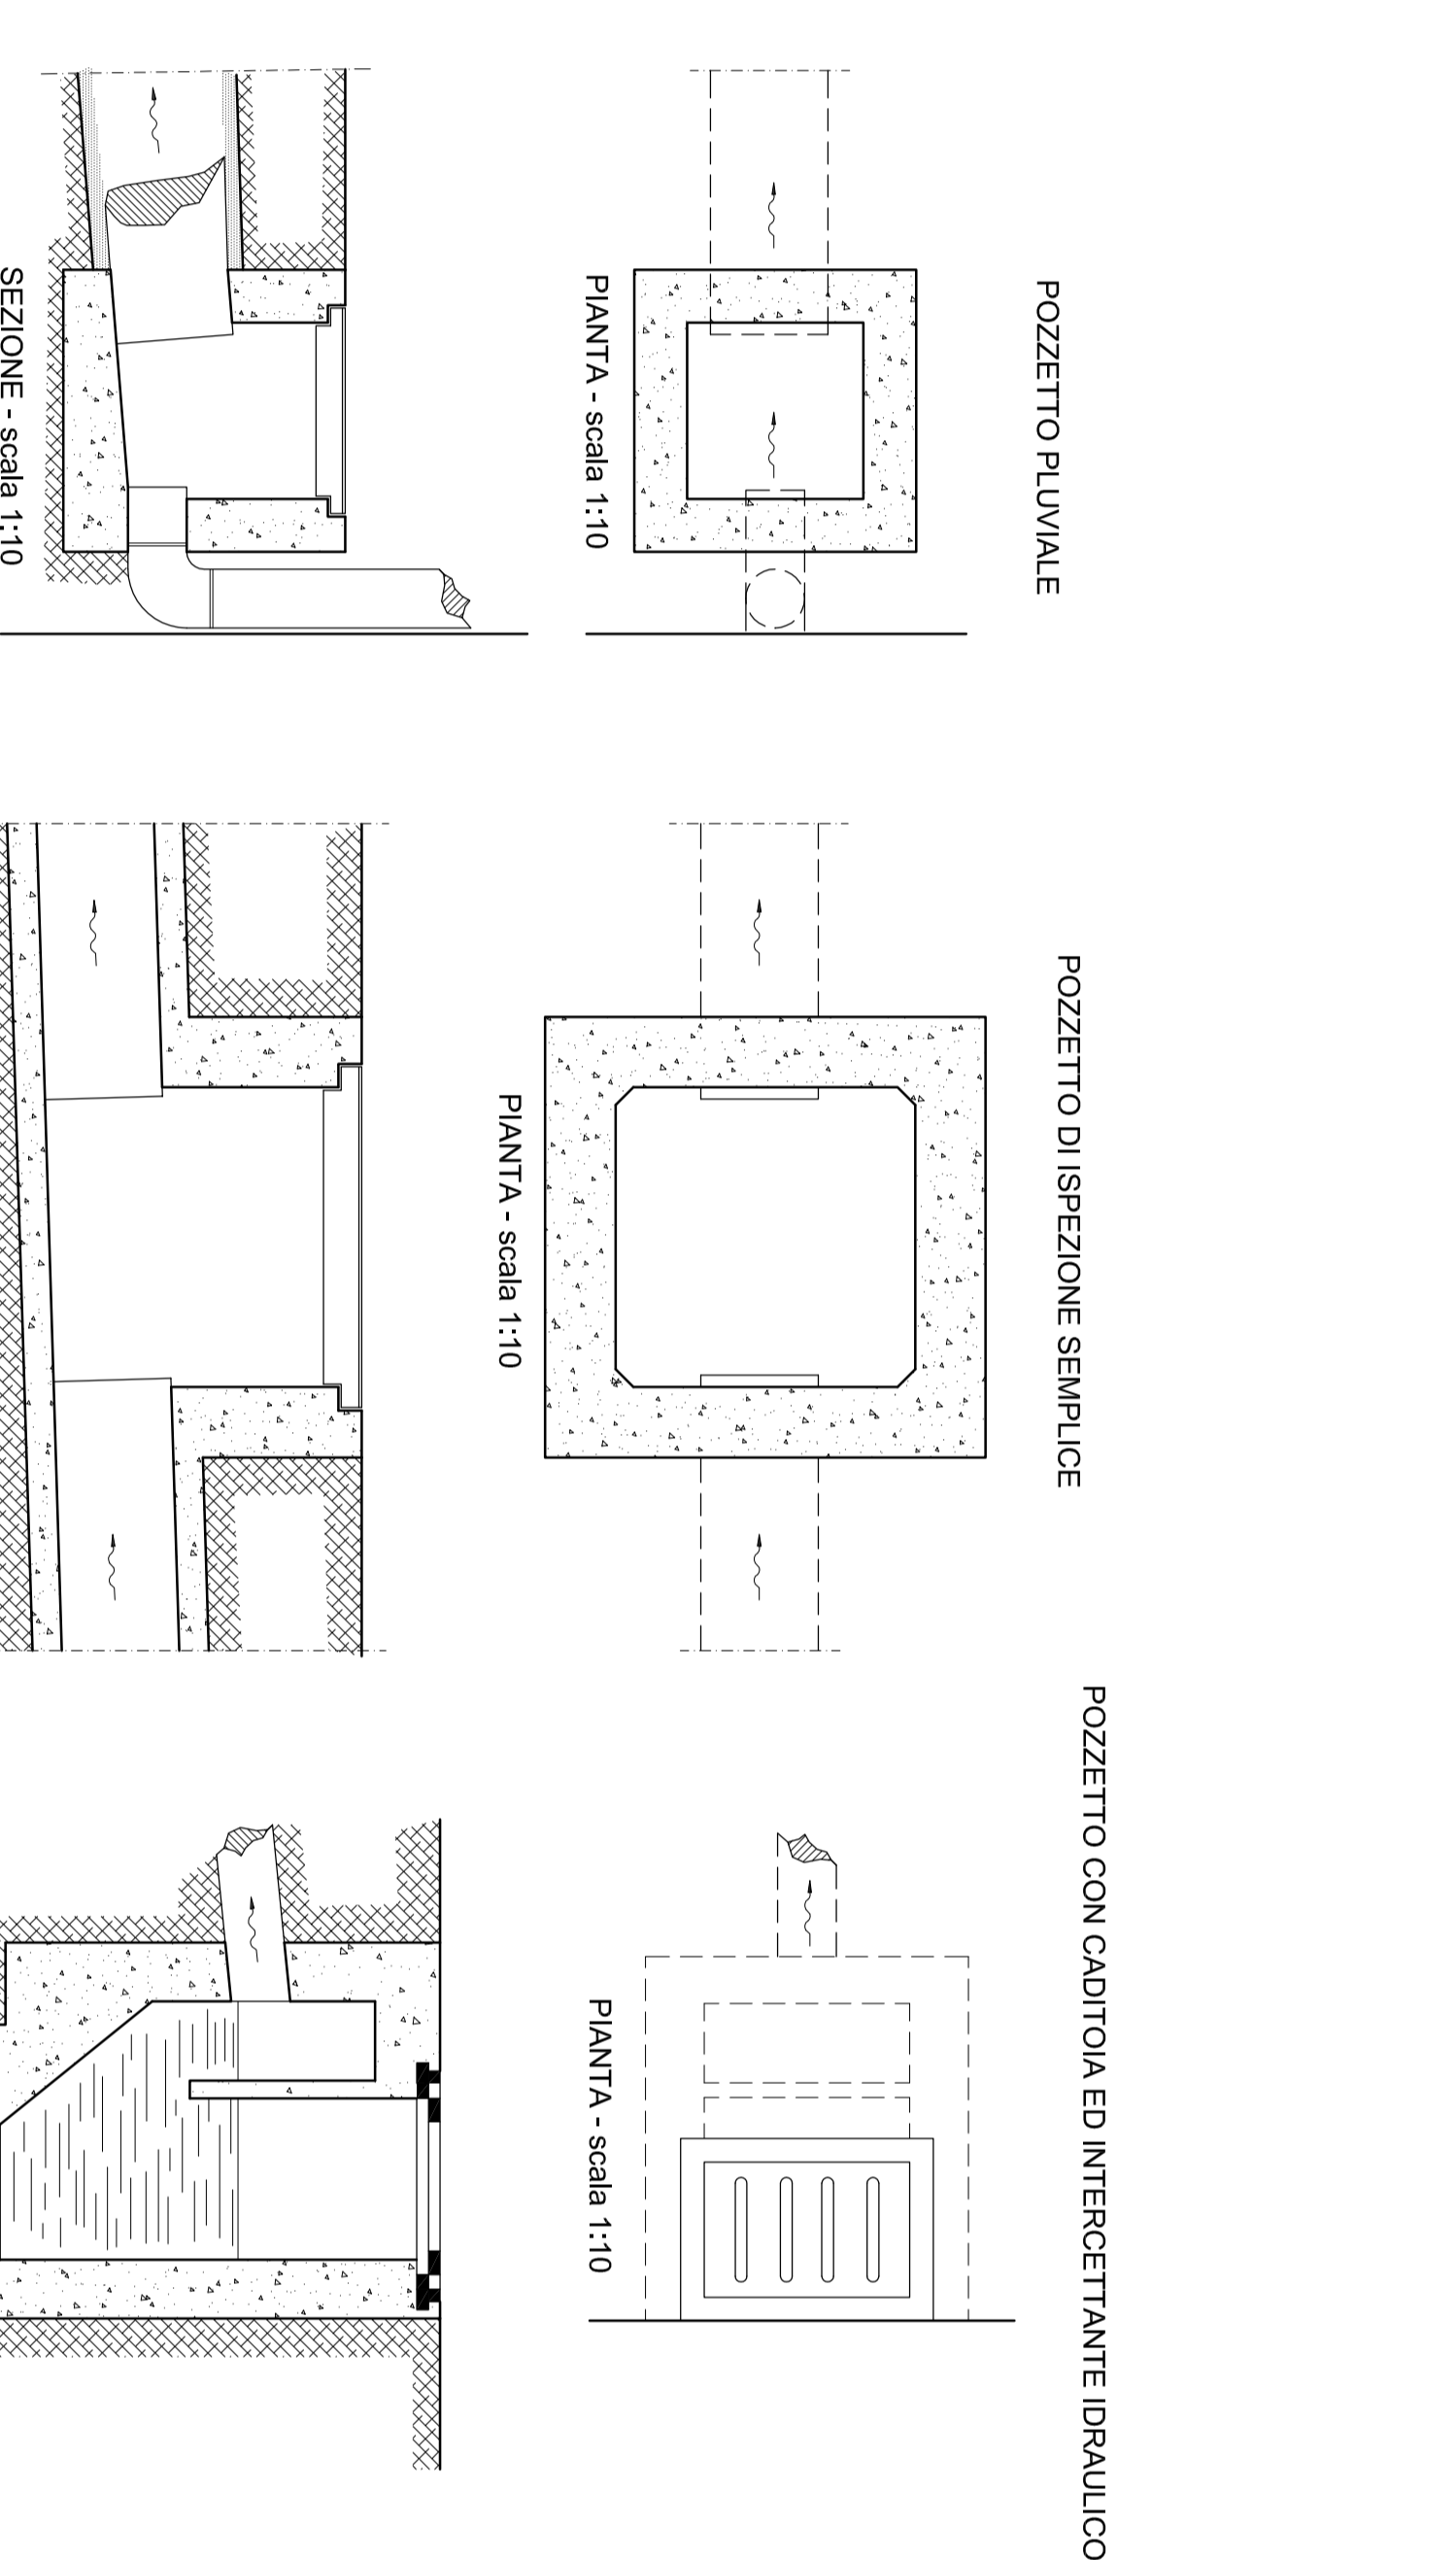 POZZETTO PLUVIALE
PIANTA - scala 1:10
SEZIONE - scala 1:10
POZZETTO DI ISPEZIONE SEMPLICE
PIANTA - scala 1:10
POZZETTO CON CADITOIA ED INTERCETTANTE IDRAULICO
PIANTA - scala 1:10